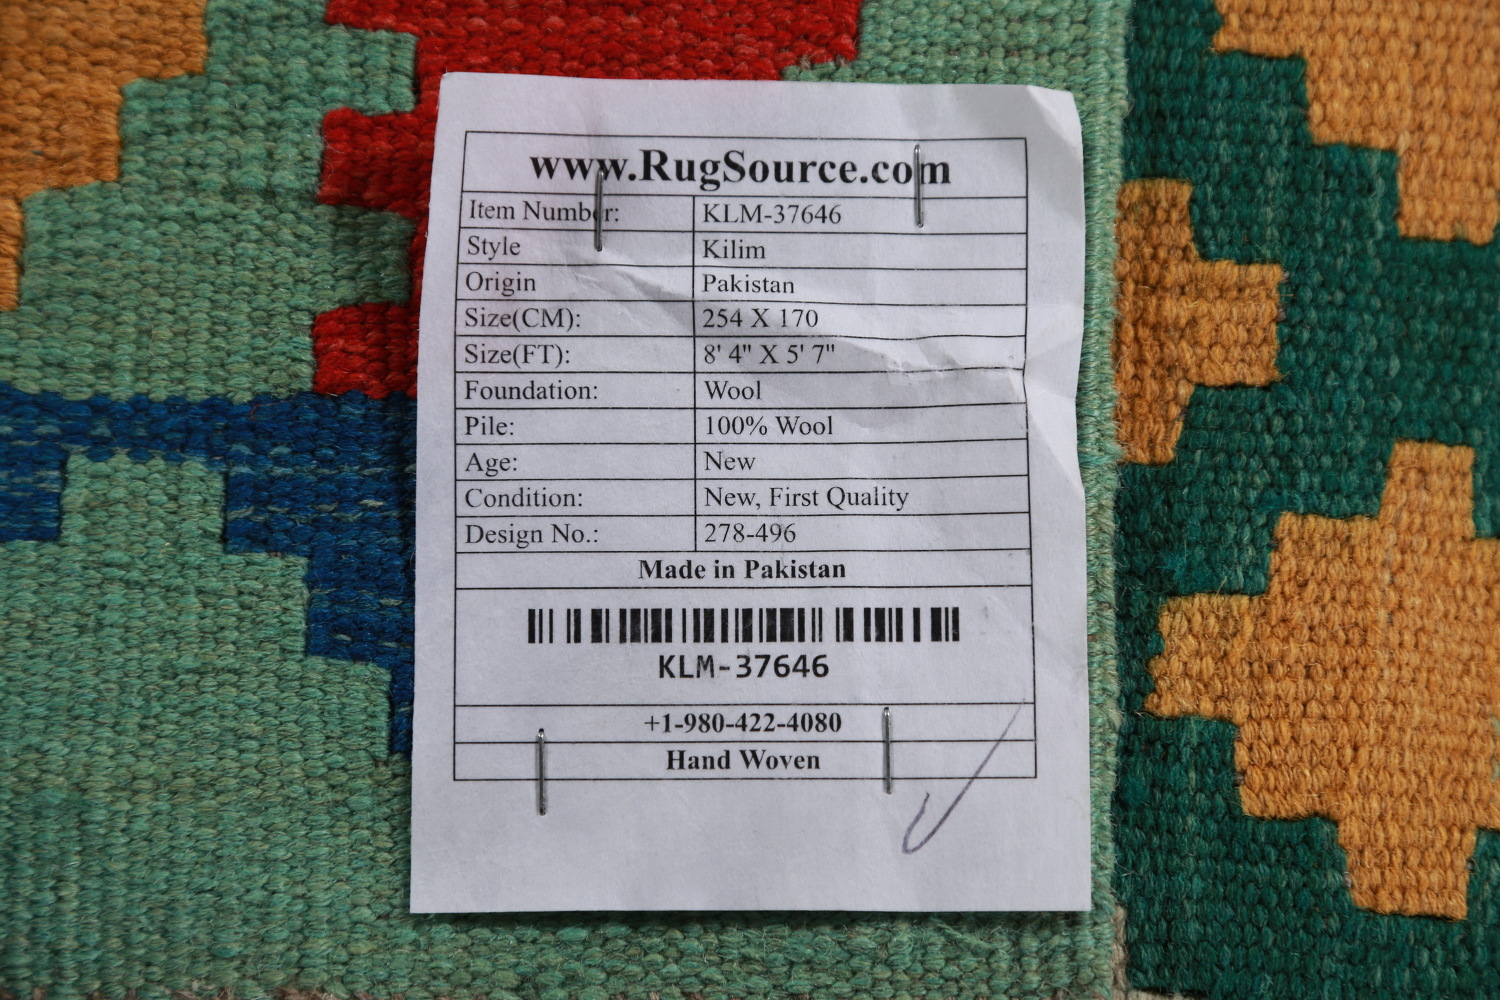 www.RugSource.com
Item Number: KLM-37646
Style Kilim
Origin Pakistan
Size(CM): 254 X 170
Size(FT): 8' 4" X 5' 7"
Foundation: Wool
Pile: 100% Wool
Age: New
Condition: New, First Quality
Design No.: 278-496
Made in Pakistan
KLM-37646
+1-980-422-4080
Hand Woven